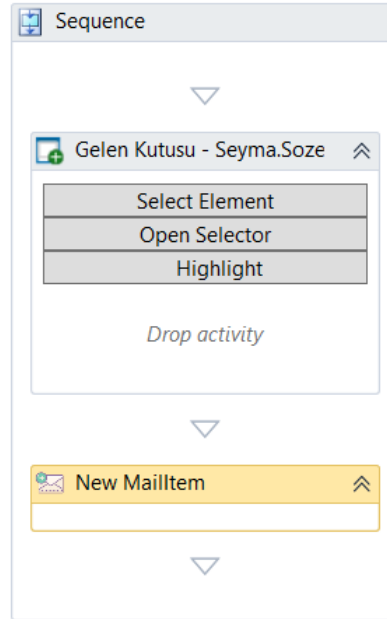 Sequence
Gelen Kutusu - Seyma.Soze
Select Element
Open Selector
Highlight
Drop activity
New MailItem